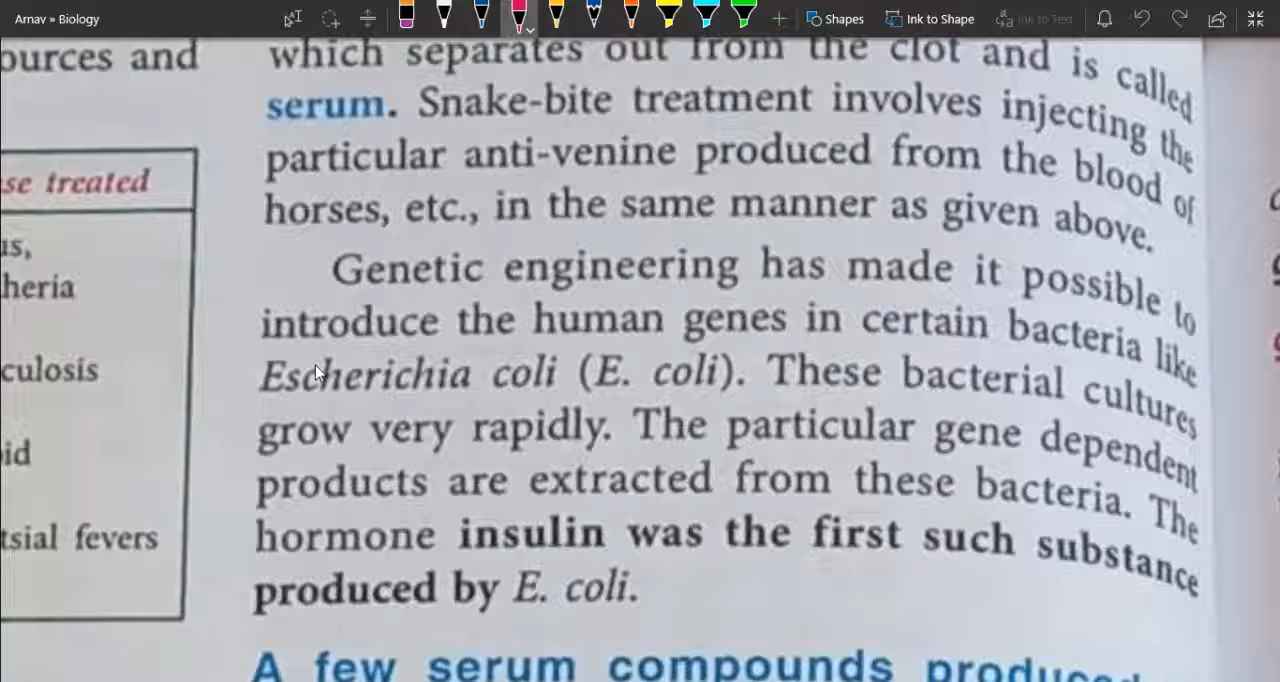 Arnav » Biology
Shapes
Ink to Shape
Ink to Text
ources and
se treated
us,
heria
culosis
id
tsial fevers
which separates out from the clot and is called
serum. Snake-bite treatment involves injecting the
particular anti-venine produced from the blood of
horses, etc., in the same manner as given above.
Genetic engineering has made it possible to
introduce the human genes in certain bacteria like
Escherichia coli (E. coli). These bacterial cultures
grow very rapidly. The particular gene dependent
products are extracted from these bacteria. The
hormone insulin was the first such substance
produced by E. coli.
A few serum compounds produced